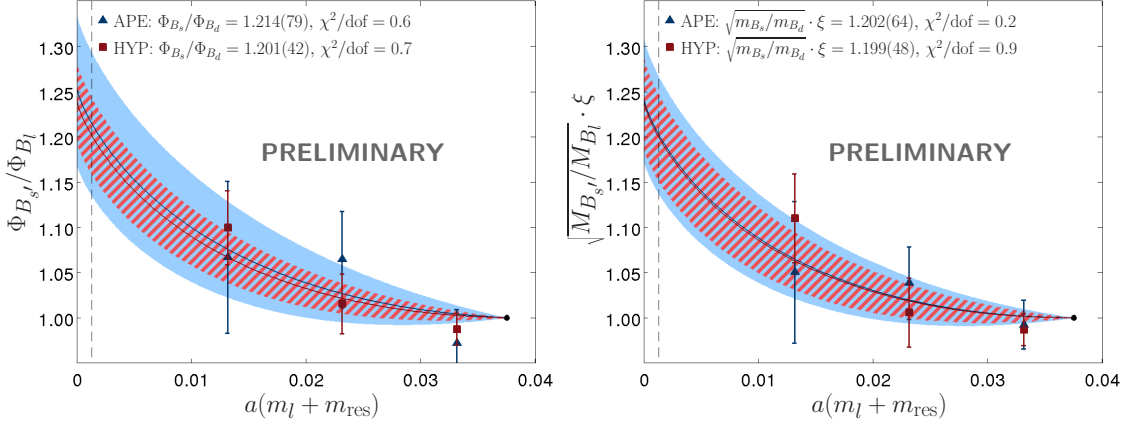 APE: Φ_{B_s}/Φ_{B_d} = 1.214(79), χ²/dof = 0.6
HYP: Φ_{B_s}/Φ_{B_d} = 1.201(42), χ²/dof = 0.7
PRELIMINARY
Φ_{B_{s'}}/Φ_{B_l}
1.30
1.25
1.20
1.15
1.10
1.05
1.00
0 0.01 0.02 0.03 0.04
a(m_l + m_res)
APE: √(m_{B_s}/m_{B_d}) · ξ = 1.202(64), χ²/dof = 0.2
HYP: √(m_{B_s}/m_{B_d}) · ξ = 1.199(48), χ²/dof = 0.9
PRELIMINARY
√(M_{B_{s'}}/M_{B_l}) · ξ
1.30
1.25
1.20
1.15
1.10
1.05
1.00
0 0.01 0.02 0.03 0.04
a(m_l + m_res)